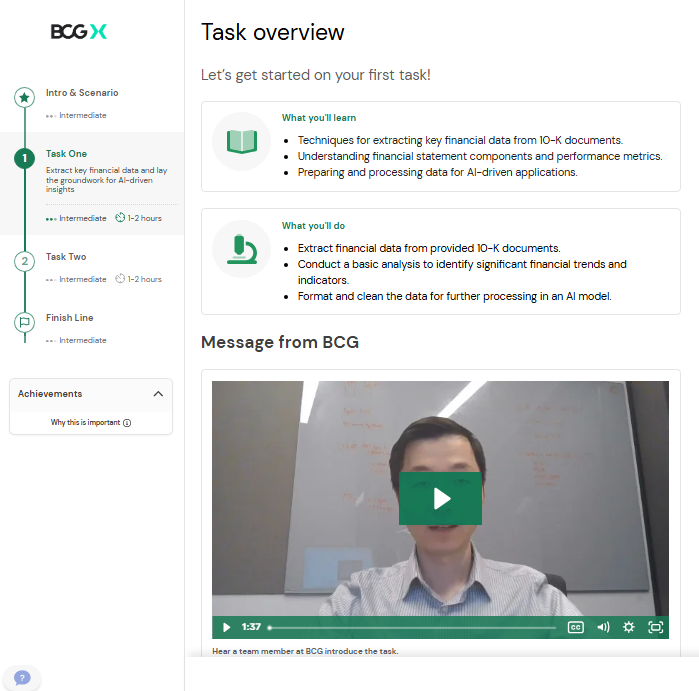 BCG X
Task overview
Let's get started on your first task!
Intro & Scenario
Intermediate
1
Task One
Extract key financial data and lay
the groundwork for AI-driven
insights
Intermediate
1-2 hours
2
Task Two
Intermediate
1-2 hours
Finish Line
Intermediate
Achievements
Why this is important
What you'll learn
Techniques for extracting key financial data from 10-K documents.
Understanding financial statement components and performance metrics.
Preparing and processing data for AI-driven applications.
What you'll do
Extract financial data from provided 10-K documents.
Conduct a basic analysis to identify significant financial trends and
indicators.
Format and clean the data for further processing in an AI model.
Message from BCG
1:37
CC
Hear a team member at BCG introduce the task.
?